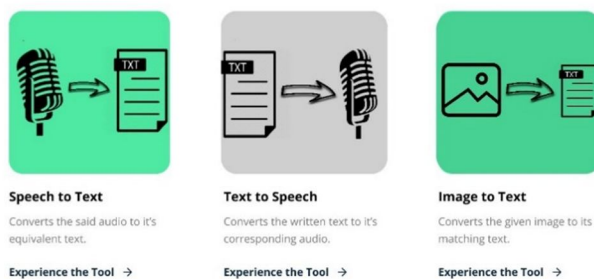 TXT
Speech to Text
Converts the said audio to it's
equivalent text.
Experience the Tool →
TXT
Text to Speech
Converts the written text to it's
corresponding audio.
Experience the Tool →
TXT
Image to Text
Converts the given image to its
matching text.
Experience the Tool →